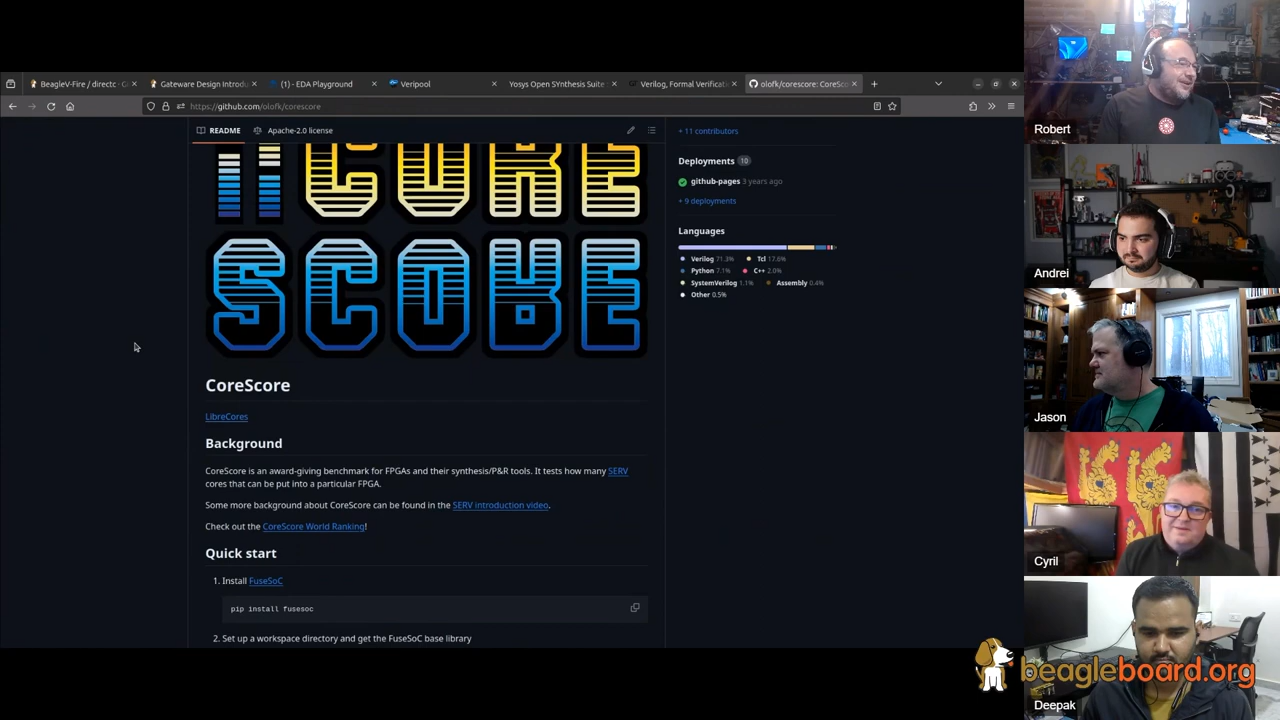 BeagleV-Fire / directc · G
Gateware Design Introdu
(1) - EDA Playground
Veripool
Yosys Open SYnthesis Suite
Verilog, Formal Verificat
olofk/corescore: CoreSco
https://github.com/olofk/corescore
README
Apache-2.0 license
CORE
SCORE
CoreScore
LibreCores
Background
CoreScore is an award-giving benchmark for FPGAs and their synthesis/P&R tools. It tests how many SERV
cores that can be put into a particular FPGA.
Some more background about CoreScore can be found in the SERV introduction video.
Check out the CoreScore World Ranking!
Quick start
1. Install FuseSoC
pip install fusesoc
2. Set up a workspace directory and get the FuseSoC base library
+ 11 contributors
Deployments 10
github-pages 3 years ago
+ 9 deployments
Languages
Verilog 71.3%
Tcl 17.6%
Python 7.1%
C++ 2.0%
SystemVerilog 1.1%
Assembly 0.4%
Other 0.5%
Robert
Andrei
Jason
Cyril
Deepak
beagleboard.org